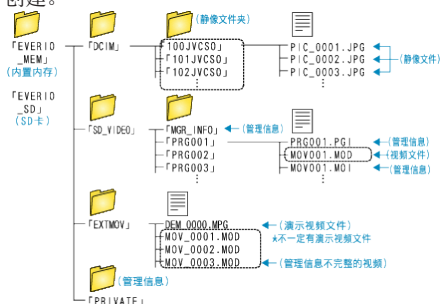 创建。
(静像文件夹)
「EVERIO
_MEM」
(内置内存)
「EVERIO
_SD」
(SD卡)
「DCIM」
「100JVCSO」
「101JVCSO」
「102JVCSO」
PIC_0001.JPG
PIC_0002.JPG
PIC_0003.JPG
(静像文件)
「SD_VIDEO」
「MGR_INFO」
(管理信息)
「PRG001」
「PRG002」
「PRG003」
PRG001.PGI
(管理信息)
MOV001.MOD
(视频文件)
MOV001.MOI
(管理信息)
「EXTMOV」
DEM_0000.MPG
(演示视频文件)
★不一定有演示视频文件
MOV_0001.MOD
MOV_0002.MOD
MOV_0003.MOD
(管理信息不完整的视频)
(管理信息)
「PRIVATE」